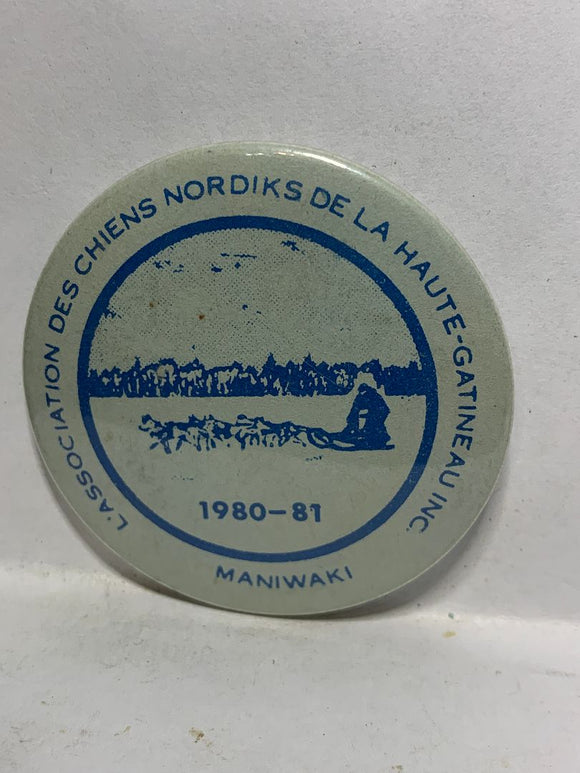 L'ASSOCIATION DES CHIENS NORDIKS DE LA HAUTE-GATINEAU INC.
1980-81
MANIWAKI